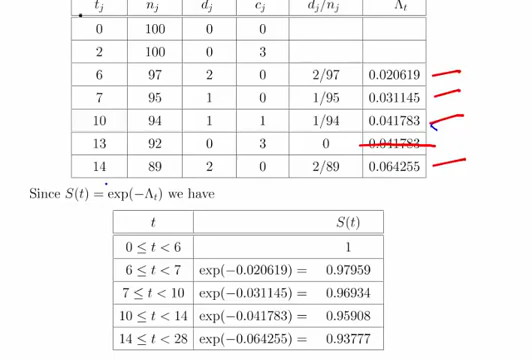 t_j n_j d_j c_j d_j/n_j Λ_t
0 100 0 0
2 100 0 3
6 97 2 0 2/97 0.020619
7 95 1 0 1/95 0.031145
10 94 1 1 1/94 0.041783
13 92 0 3 0 0.041783
14 89 2 0 2/89 0.064255
Since S(t) = exp(−Λ_t) we have
t S(t)
0 ≤ t < 6 1
6 ≤ t < 7 exp(−0.020619) = 0.97959
7 ≤ t < 10 exp(−0.031145) = 0.96934
10 ≤ t < 14 exp(−0.041783) = 0.95908
14 ≤ t < 28 exp(−0.064255) = 0.93777